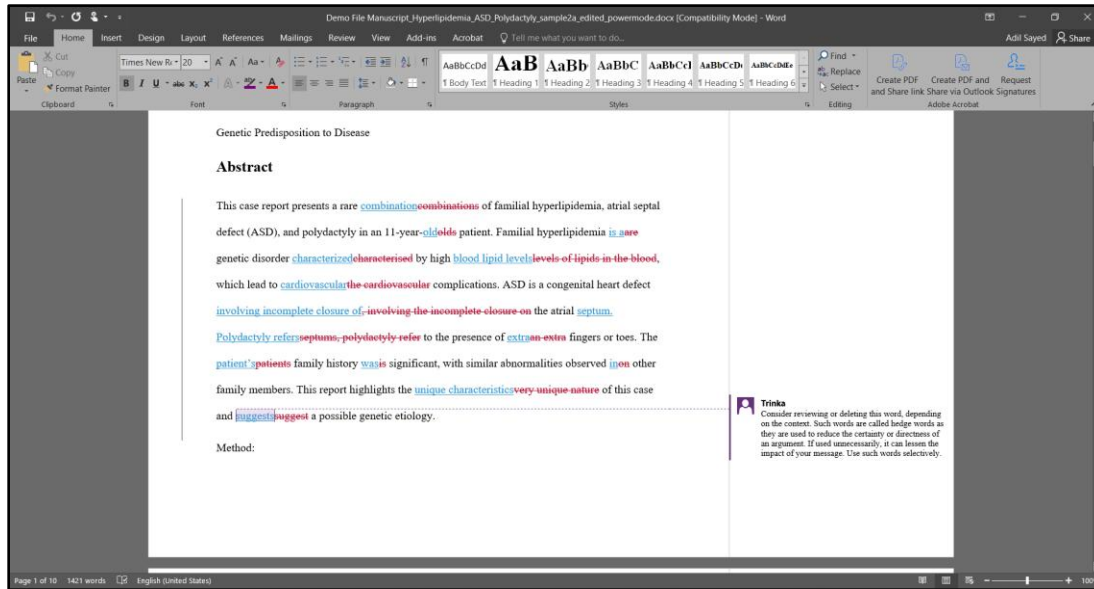 Demo File Manuscript_Hyperlipidemia_ASD_Polydactyly_sample2a_edited_powermode.docx [Compatibility Mode] - Word
File Home Insert Design Layout References Mailings Review View Add-ins Acrobat Tell me what you want to do... Adil Sayed Share
Paste
Cut
Copy
Format Painter
Clipboard
Times New Ro 20
B I U abc X₂ X²
Font
Paragraph
AaBbCcDd AaB AaBb AaBbC AaBbCcI AaBbCcDi AaBbCcDdEe
¶ Body Text ¶ Heading 1 ¶ Heading 2 ¶ Heading 3 ¶ Heading 4 ¶ Heading 5 ¶ Heading 6
Styles
Find
Replace
Select
Editing
Create PDF and Share link
Create PDF and Share via Outlook
Request Signatures
Adobe Acrobat
Genetic Predisposition to Disease
Abstract
This case report presents a rare combinationcombinations of familial hyperlipidemia, atrial septal
defect (ASD), and polydactyly in an 11-year-oldolds patient. Familial hyperlipidemia is aare
genetic disorder characterizedcharacterised by high blood lipid levelslevels of lipids in the blood,
which lead to cardiovascularthe cardiovascular complications. ASD is a congenital heart defect
involving incomplete closure of, involving the incomplete closure on the atrial septum.
Polydactyly refersseptums, polydactyly refer to the presence of extraan extra fingers or toes. The
patient's​patients family history wasis significant, with similar abnormalities observed inon other
family members. This report highlights the unique characteristicsvery unique nature of this case
and suggestssuggest a possible genetic etiology.
Method:
Trinka
Consider reviewing or deleting this word, depending
on the context. Such words are called hedge words as
they are used to reduce the certainty or directness of
an argument. If used unnecessarily, it can lessen the
impact of your message. Use such words selectively.
Page 1 of 10 1421 words English (United States) 100%